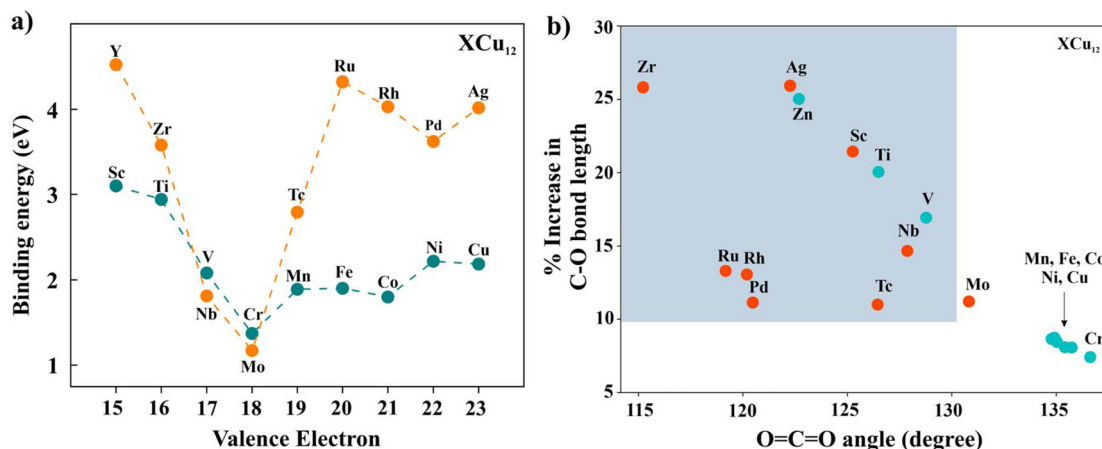 a)
XCu₁₂
Y
Zr
Sc
Ti
V
Nb
Cr
Mo
Tc
Mn
Ru
Fe
Rh
Co
Pd
Ni
Ag
Cu
Binding energy (eV)
4
3
2
1
15 16 17 18 19 20 21 22 23
Valence Electron
b)
XCu₁₂
Zr
Ag
Zn
Sc
Ti
V
Nb
Ru Rh
Pd
Tc
Mo
Mn, Fe, Co
Ni, Cu
Cr
% Increase in
C-O bond length
30
25
20
15
10
5
115 120 125 130 135
O=C=O angle (degree)